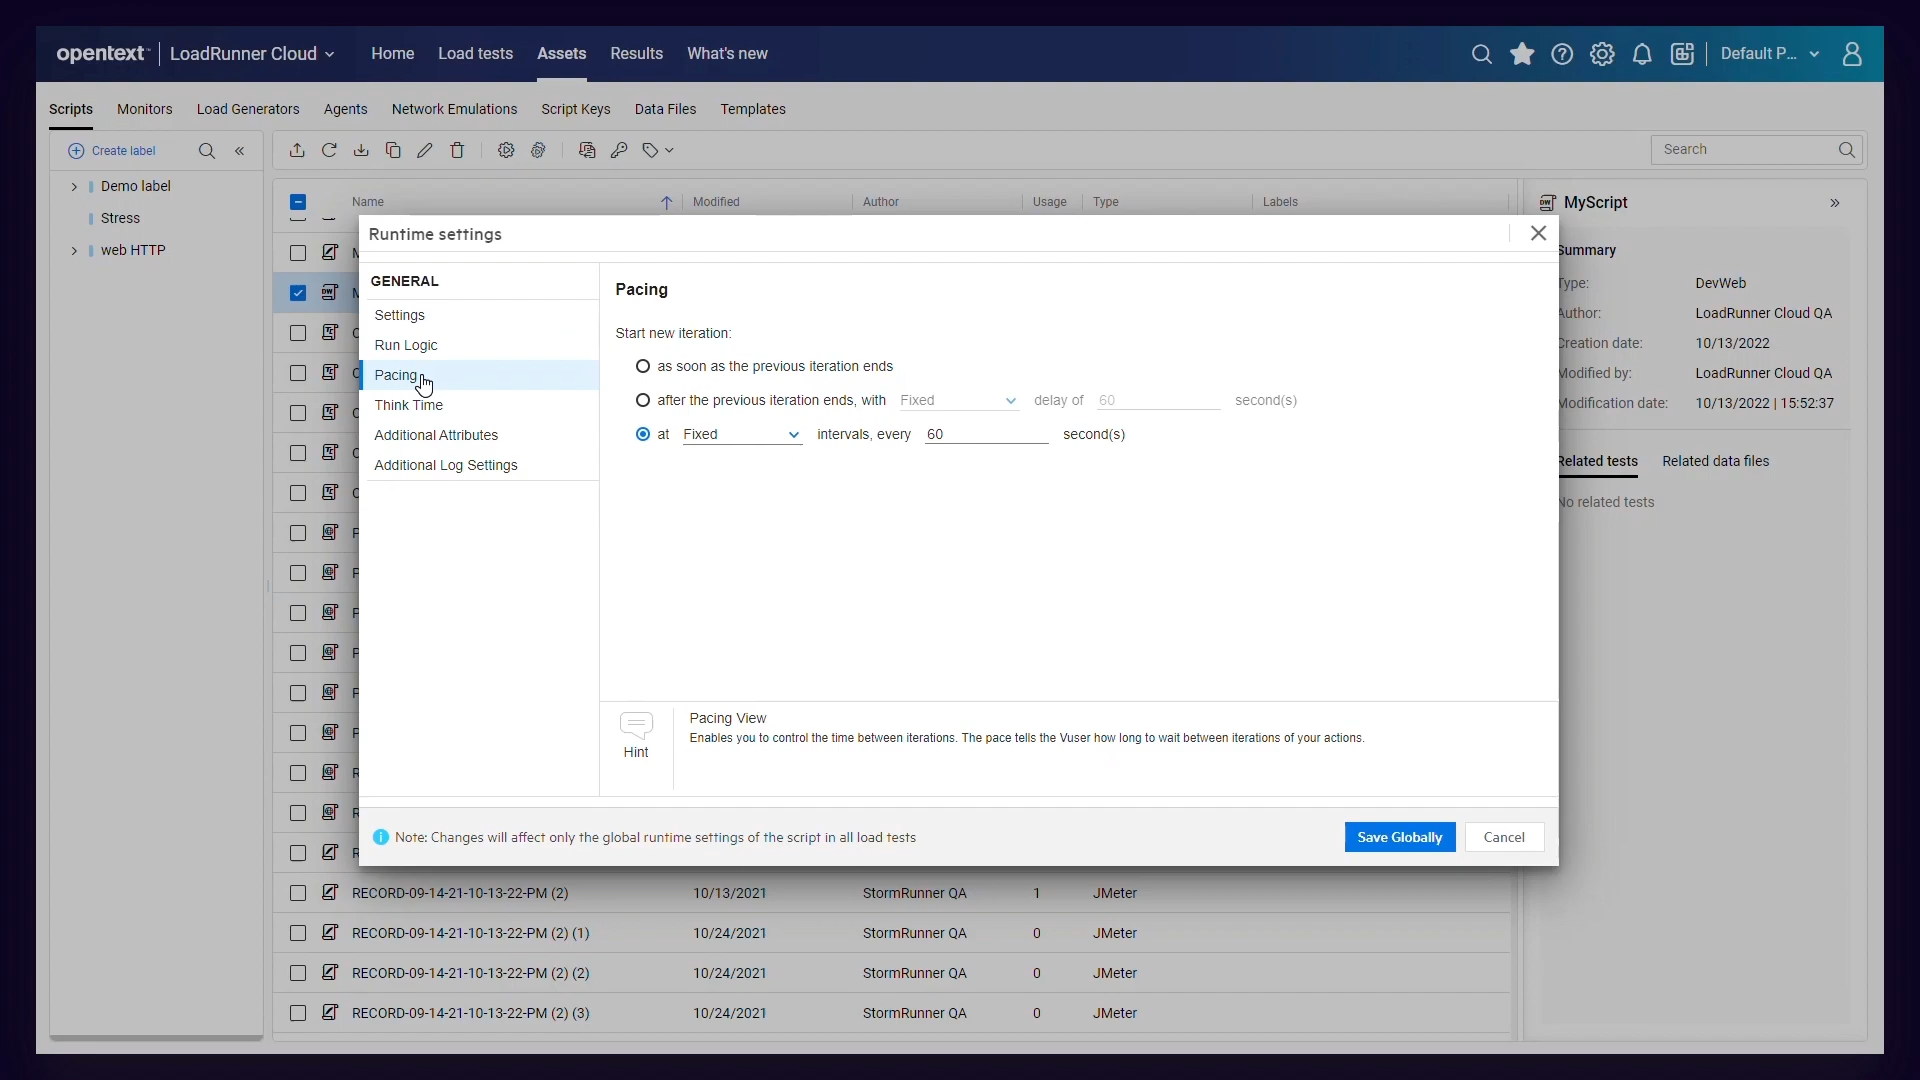 opentext™ LoadRunner Cloud Home Load tests Assets Results What's new Default P...
Scripts Monitors Load Generators Agents Network Emulations Script Keys Data Files Templates
Create label
Search
Demo label
Stress
web HTTP
Name Modified Author Usage Type Labels
MyScript
Summary
Type: DevWeb
Author: LoadRunner Cloud QA
Creation date: 10/13/2022
Modified by: LoadRunner Cloud QA
Modification date: 10/13/2022 | 15:52:37
Related tests Related data files
No related tests
Runtime settings
GENERAL
Settings
Run Logic
Pacing
Think Time
Additional Attributes
Additional Log Settings
Pacing
Start new iteration:
as soon as the previous iteration ends
after the previous iteration ends, with Fixed delay of 60 second(s)
at Fixed intervals, every 60 second(s)
Hint
Pacing View
Enables you to control the time between iterations. The pace tells the Vuser how long to wait between iterations of your actions.
Note: Changes will affect only the global runtime settings of the script in all load tests
Save Globally Cancel
RECORD-09-14-21-10-13-22-PM (2) 10/13/2021 StormRunner QA 1 JMeter
RECORD-09-14-21-10-13-22-PM (2) (1) 10/24/2021 StormRunner QA 0 JMeter
RECORD-09-14-21-10-13-22-PM (2) (2) 10/24/2021 StormRunner QA 0 JMeter
RECORD-09-14-21-10-13-22-PM (2) (3) 10/24/2021 StormRunner QA 0 JMeter